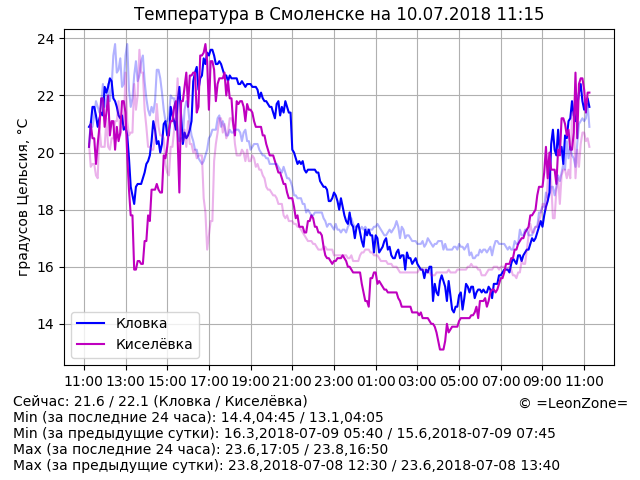 Температура в Смоленске на 10.07.2018 11:15
градусов Цельсия, °C
24
22
20
18
16
14
Кловка
Киселёвка
11:00 13:00 15:00 17:00 19:00 21:00 23:00 01:00 03:00 05:00 07:00 09:00 11:00
Сейчас: 21.6 / 22.1 (Кловка / Киселёвка)
© =LeonZone=
Min (за последние 24 часа): 14.4,04:45 / 13.1,04:05
Min (за предыдущие сутки): 16.3,2018-07-09 05:40 / 15.6,2018-07-09 07:45
Max (за последние 24 часа): 23.6,17:05 / 23.8,16:50
Max (за предыдущие сутки): 23.8,2018-07-08 12:30 / 23.6,2018-07-08 13:40